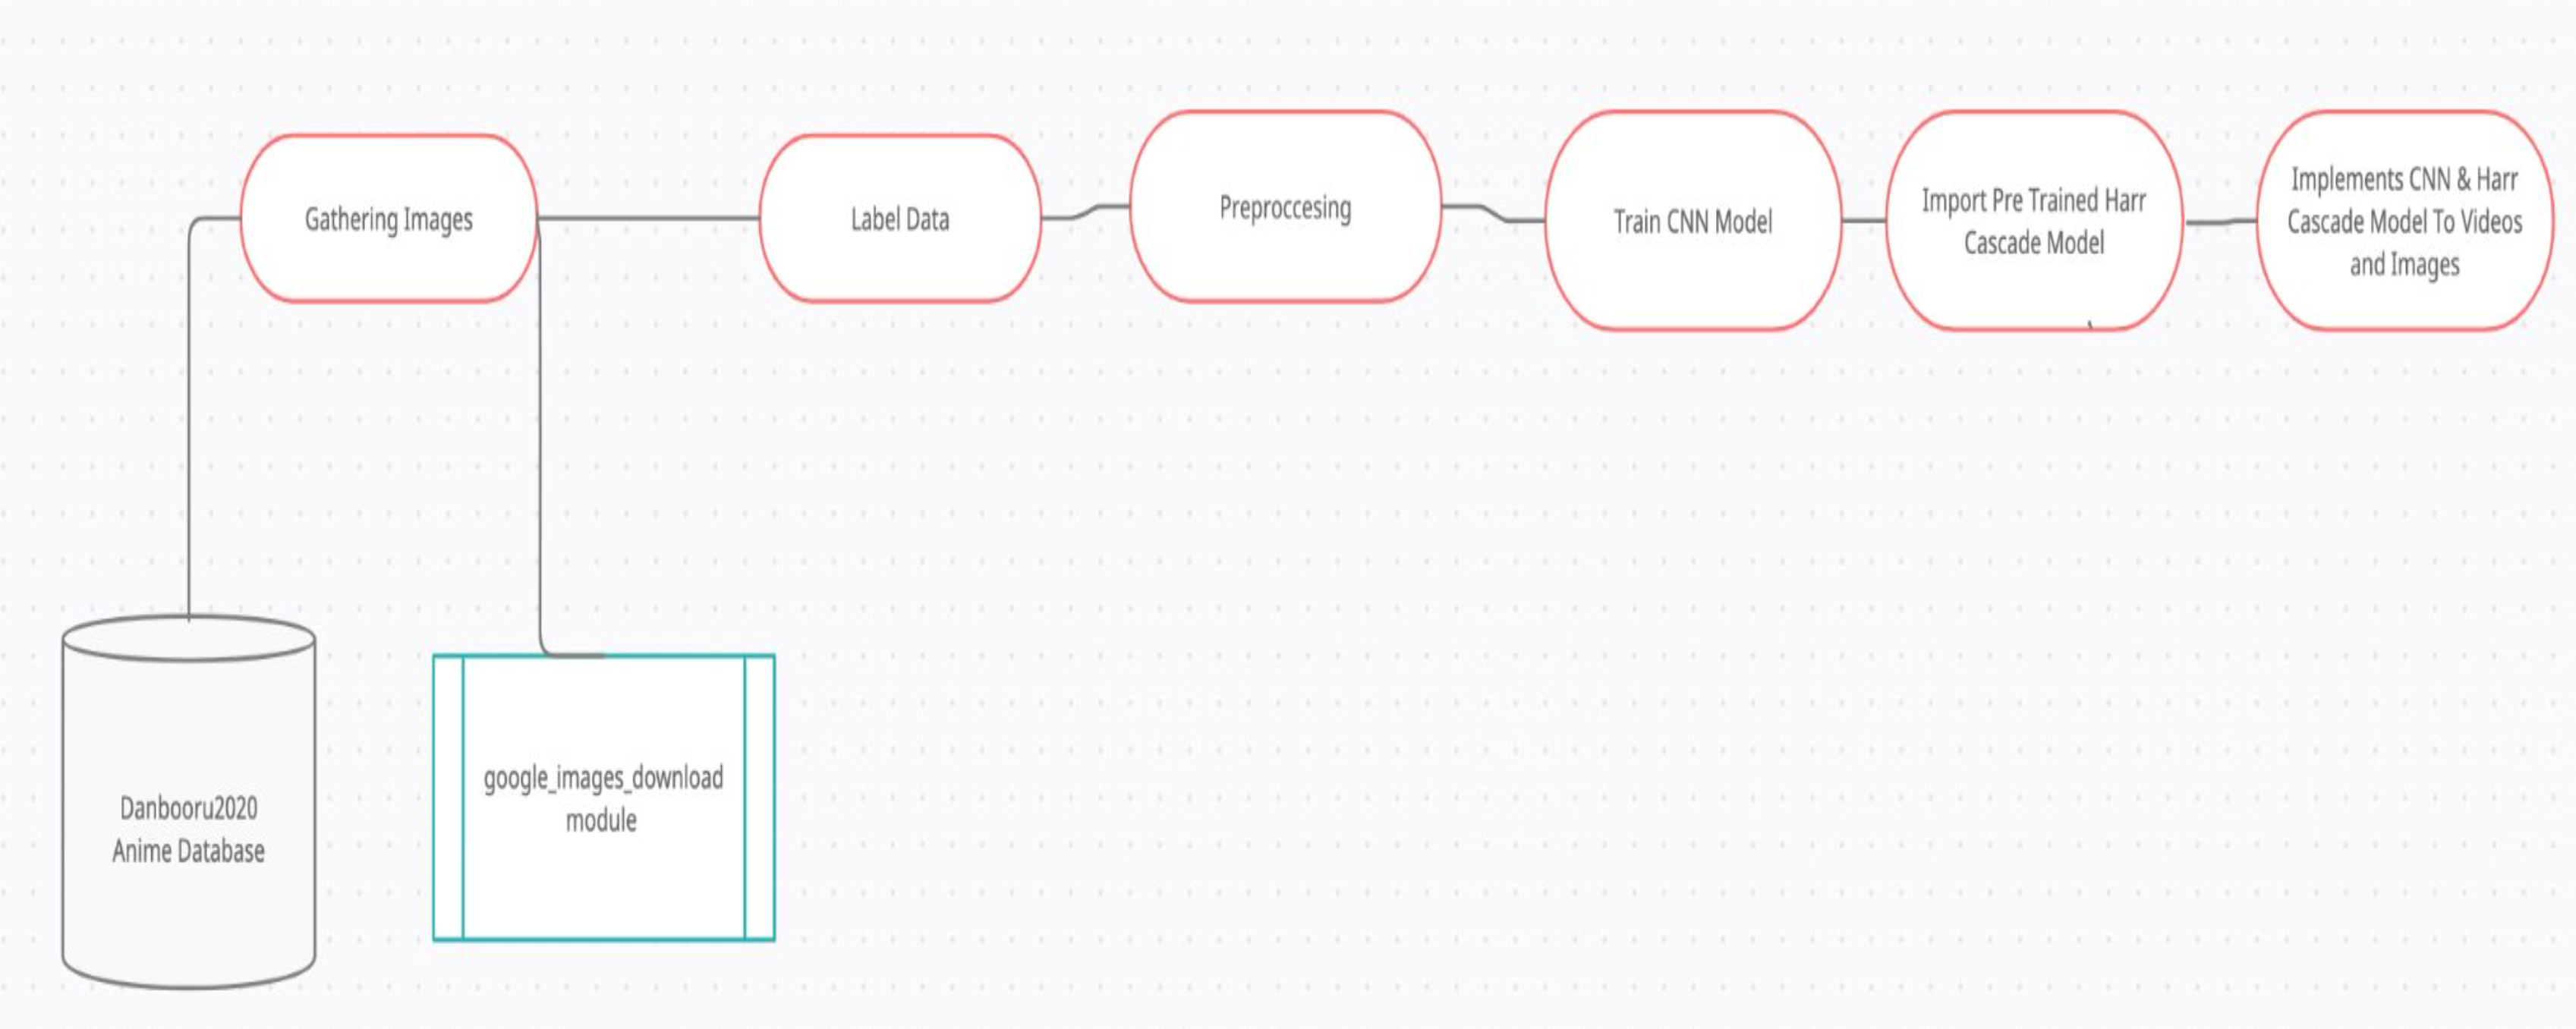 Gathering Images
Label Data
Preproccesing
Train CNN Model
Import Pre Trained Harr
Cascade Model
Implements CNN & Harr
Cascade Model To Videos
and Images
Danbooru2020
Anime Database
google_images_download
module